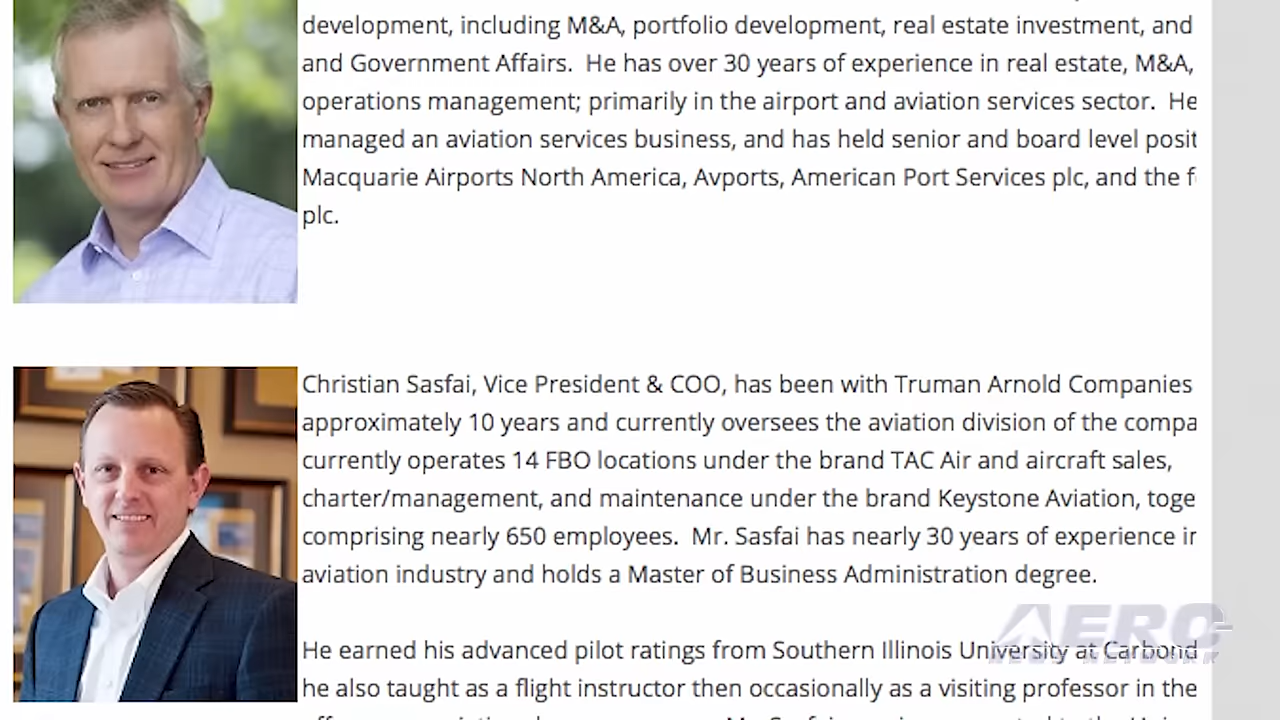 development, including M&A, portfolio development, real estate investment, and
and Government Affairs.  He has over 30 years of experience in real estate, M&A,
operations management; primarily in the airport and aviation services sector.  He
managed an aviation services business, and has held senior and board level posit
Macquarie Airports North America, Avports, American Port Services plc, and the f
plc.
Christian Sasfai, Vice President & COO, has been with Truman Arnold Companies
approximately 10 years and currently oversees the aviation division of the compa
currently operates 14 FBO locations under the brand TAC Air and aircraft sales,
charter/management, and maintenance under the brand Keystone Aviation, toge
comprising nearly 650 employees.  Mr. Sasfai has nearly 30 years of experience in
aviation industry and holds a Master of Business Administration degree.
He earned his advanced pilot ratings from Southern Illinois University at Carbond
he also taught as a flight instructor then occasionally as a visiting professor in the
AERO
NETWORK